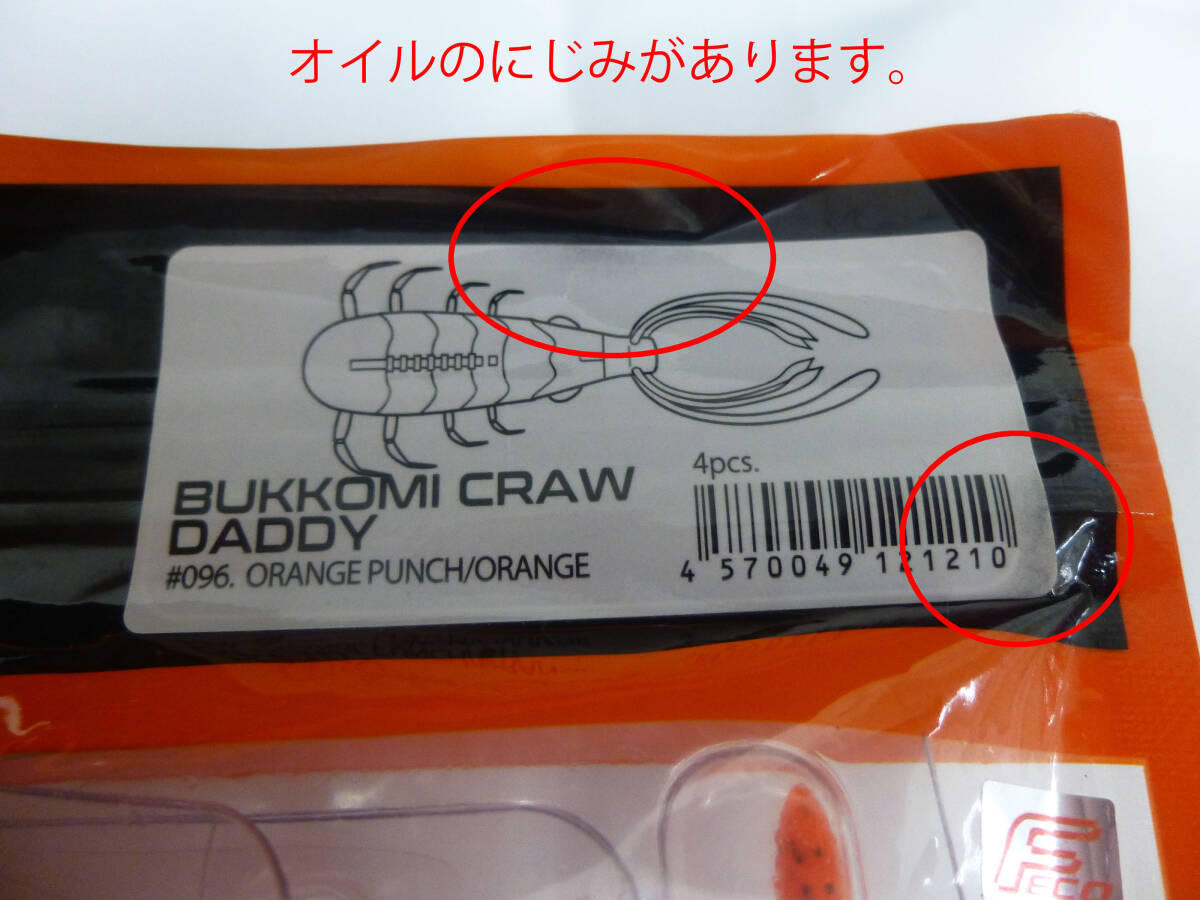 オイルのにじみがあります。
4pcs.
BUKKOMI CRAW
DADDY
#096. ORANGE PUNCH/ORANGE
4 570049 121210
FECO